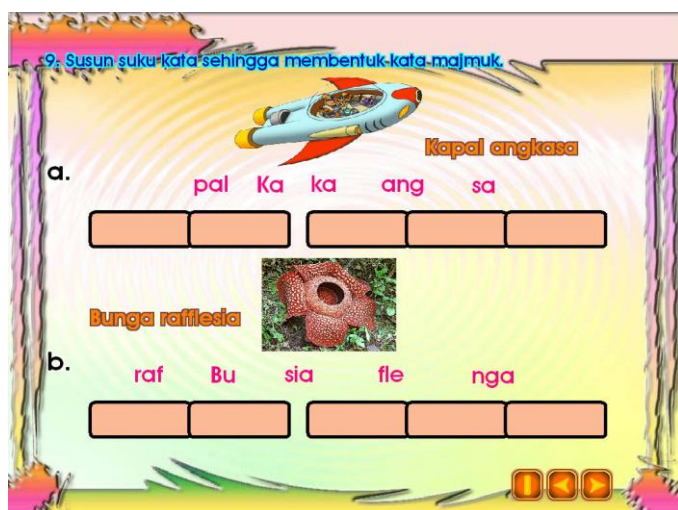 9. Susun suku kata sehingga membentuk kata majmuk.
Kapal angkasa
a.
pal Ka ka ang sa
Bunga rafflesia
b.
raf Bu sia fle nga